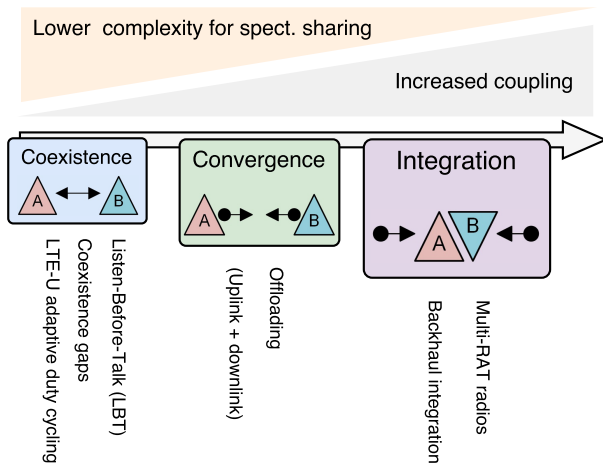 Lower complexity for spect. sharing
Increased coupling
Coexistence
A
B
Convergence
A
B
Integration
A
B
Listen-Before-Talk (LBT)
Coexistence gaps
LTE-U adaptive duty cycling
Offloading
(Uplink + downlink)
Multi-RAT radios
Backhaul integration